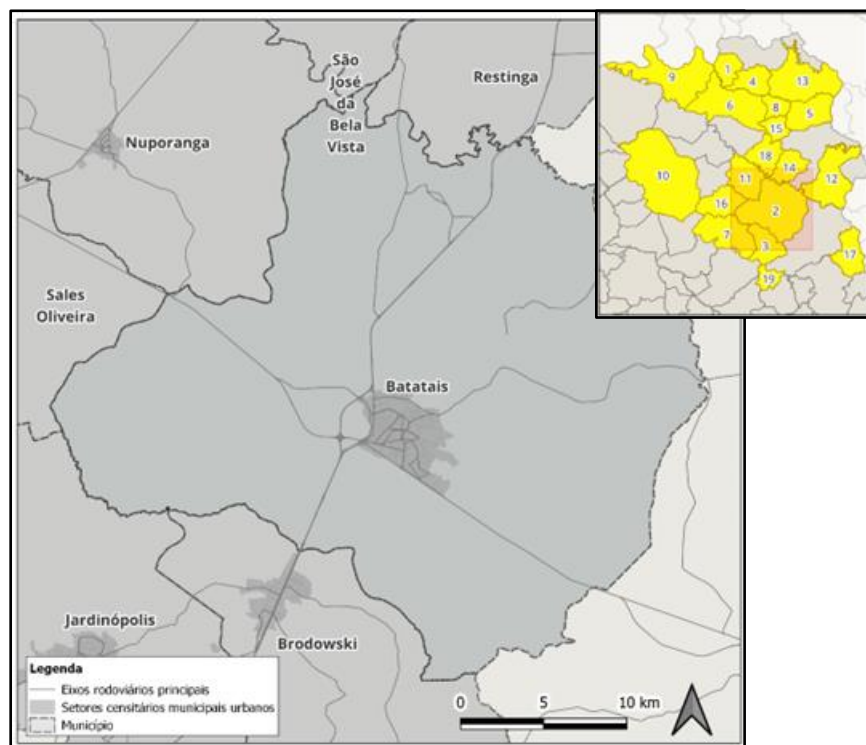 São
José
da
Bela
Vista
Restinga
Nuporanga
Sales
Oliveira
Batatais
Jardinópolis
Brodowski
Legenda
Eixos rodoviários principais
Setores censitários municipais urbanos
Município
0 5 10 km
1
9
4
13
6
8
5
15
18
14
10
11
12
16
2
7
3
17
19